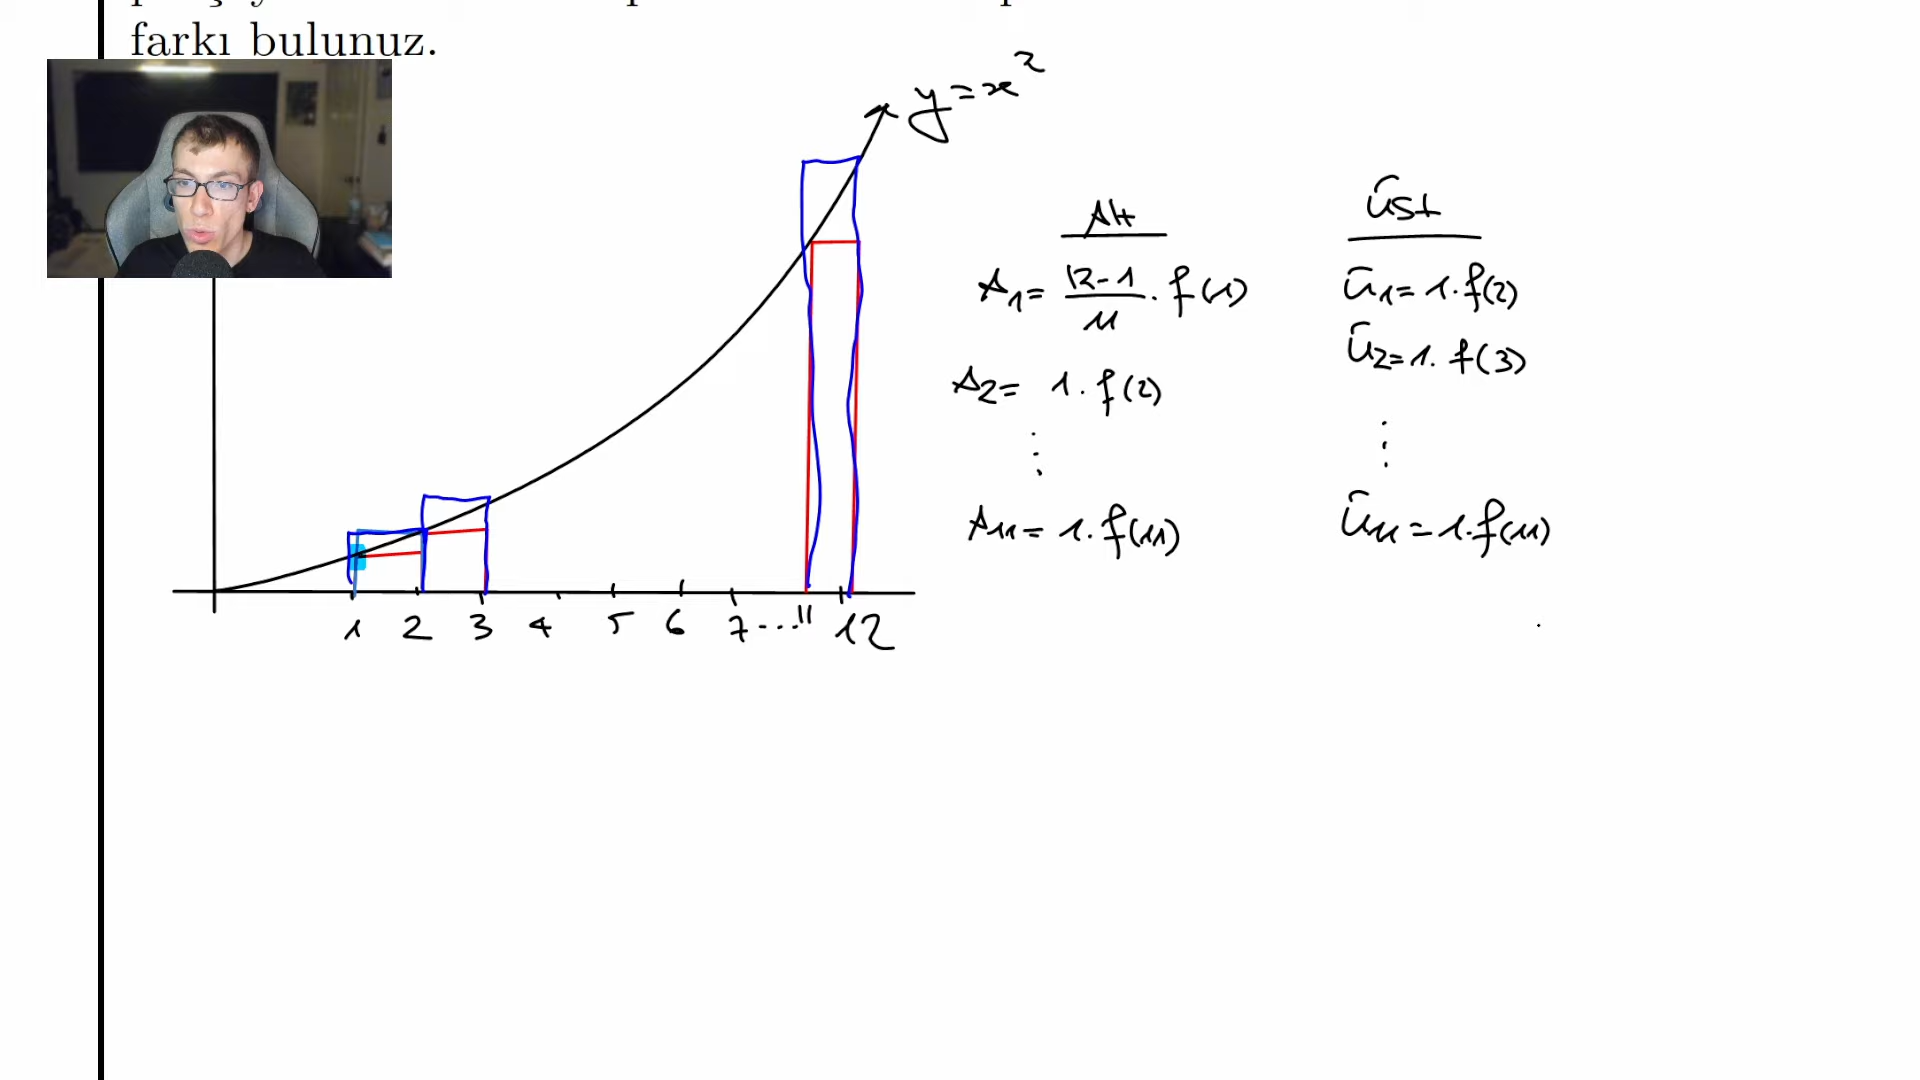 farkı bulunuz.
y = x²
Alt
Üst
A₁ = (12-1)/11 . f(1)
Ü₁ = 1.f(2)
A₂ = 1.f(2)
Ü₂ = 1.f(3)
⋮
⋮
A₁₁ = 1.f(11)
Ü₁₁ = 1.f(11)
1 2 3 4 5 6 7 ... 11 12